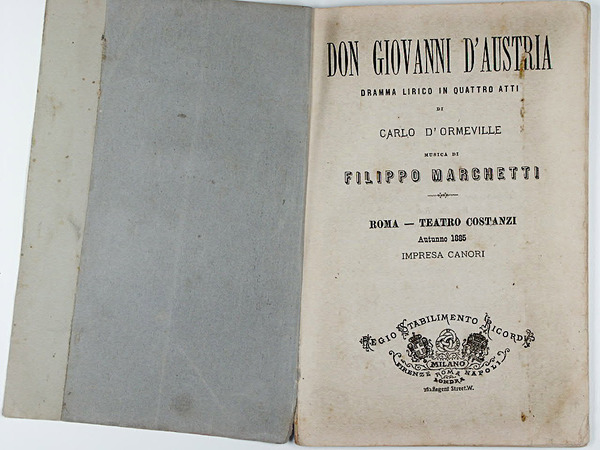 DON GIOVANNI D'AUSTRIA
DRAMMA LIRICO IN QUATTRO ATTI
DI
CARLO D'ORMEVILLE
MUSICA DI
FILIPPO MARCHETTI
ROMA — TEATRO COSTANZI
Autunno 1885
IMPRESA CANORI
REGIO STABILIMENTO RICORDI
MILANO
FIRENZE ROMA NAPOLI
LONDRA
265. Regent Street. W.